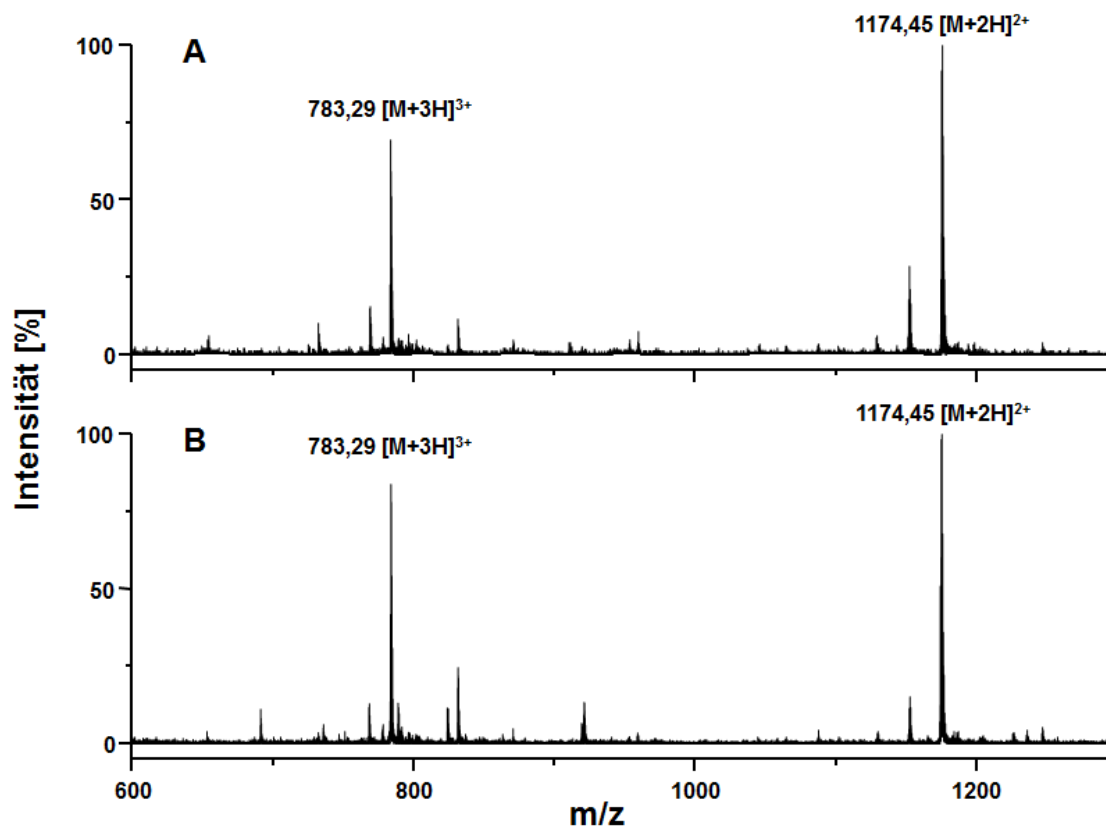 1174,45 [M+2H]2+
100
A
783,29 [M+3H]3+
50
0
1174,45 [M+2H]2+
100
B
783,29 [M+3H]3+
50
0
600
800
1000
1200
m/z
Intensität [%]